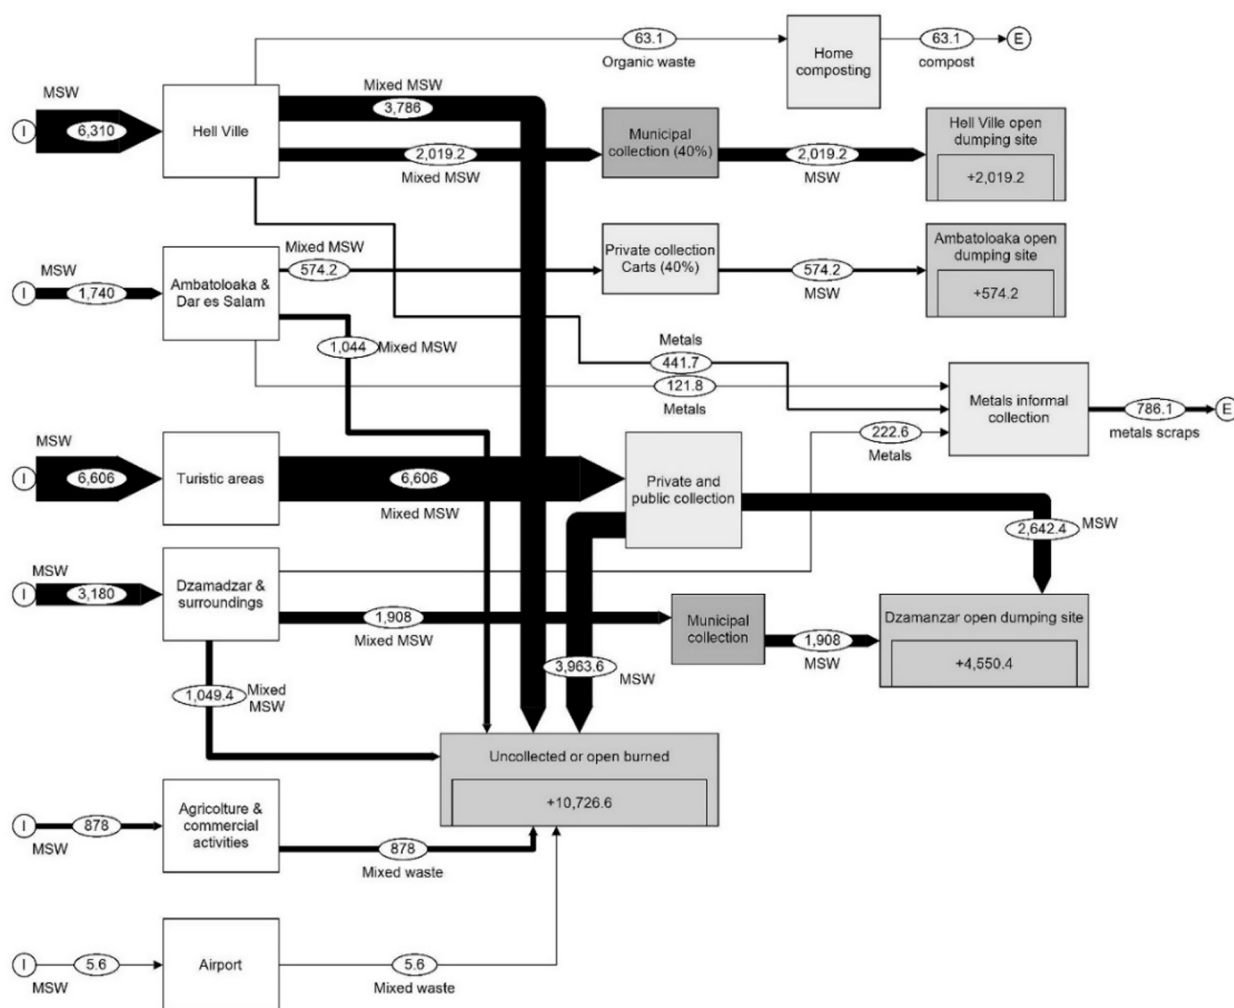 63.1
Organic waste
Home
composting
63.1
compost
E
MSW
I
6,310
Hell Ville
Mixed MSW
3,786
2,019.2
Mixed MSW
Municipal
collection (40%)
2,019.2
MSW
Hell Ville open
dumping site
+2,019.2
MSW
I
1,740
Ambatoloaka &
Dar es Salam
Mixed MSW
574.2
Private collection
Carts (40%)
574.2
MSW
Ambatoloaka open
dumping site
+574.2
1,044
Mixed MSW
Metals
441.7
121.8
Metals
Metals informal
collection
786.1
metals scraps
E
222.6
Metals
MSW
I
6,606
Turistic areas
6,606
Mixed MSW
Private and
public collection
2,642.4
MSW
MSW
I
3,180
Dzamadzar &
surroundings
1,908
Mixed MSW
Municipal
collection
1,908
MSW
Dzamanzar open dumping site
+4,550.4
3,963.6
MSW
1,049.4
Mixed
MSW
Uncollected or open burned
+10,726.6
I
878
MSW
Agricolture &
commercial
activities
878
Mixed waste
I
5.6
MSW
Airport
5.6
Mixed waste